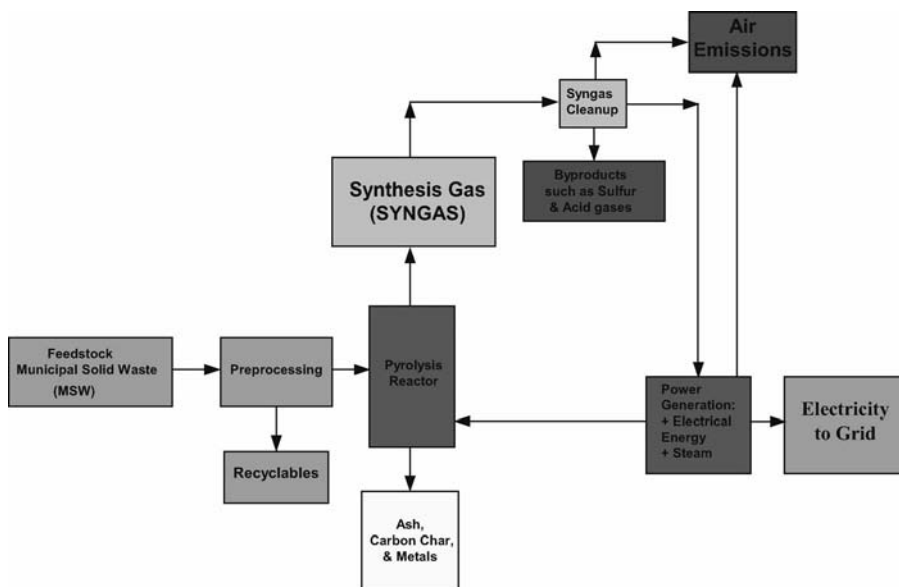 Air
Emissions
Syngas
Cleanup
Synthesis Gas
(SYNGAS)
Byproducts
such as Sulfur
& Acid gases
Feedstock
Municipal Solid Waste
(MSW)
Preprocessing
Pyrolysis
Reactor
Power
Generation:
+ Electrical
Energy
+ Steam
Electricity
to Grid
Recyclables
Ash,
Carbon Char,
& Metals